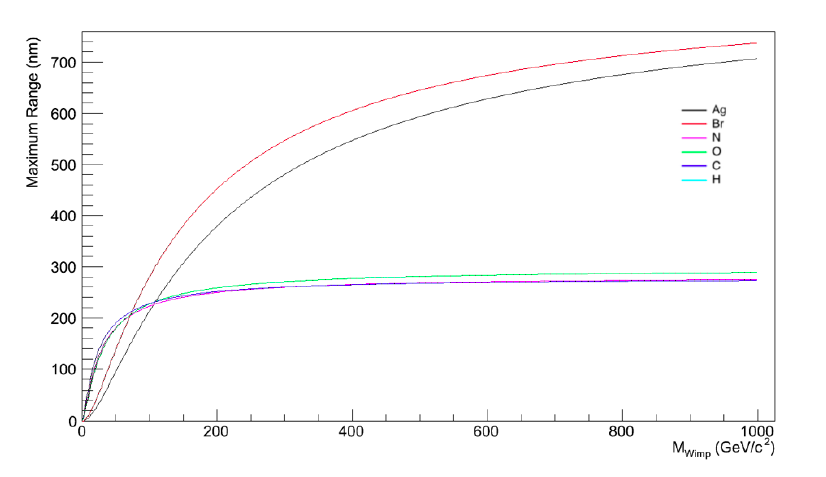 Maximum Range (nm)
700
600
500
400
300
200
100
0
Ag
Br
N
O
C
H
0 200 400 600 800 1000
M_Wimp (GeV/c²)